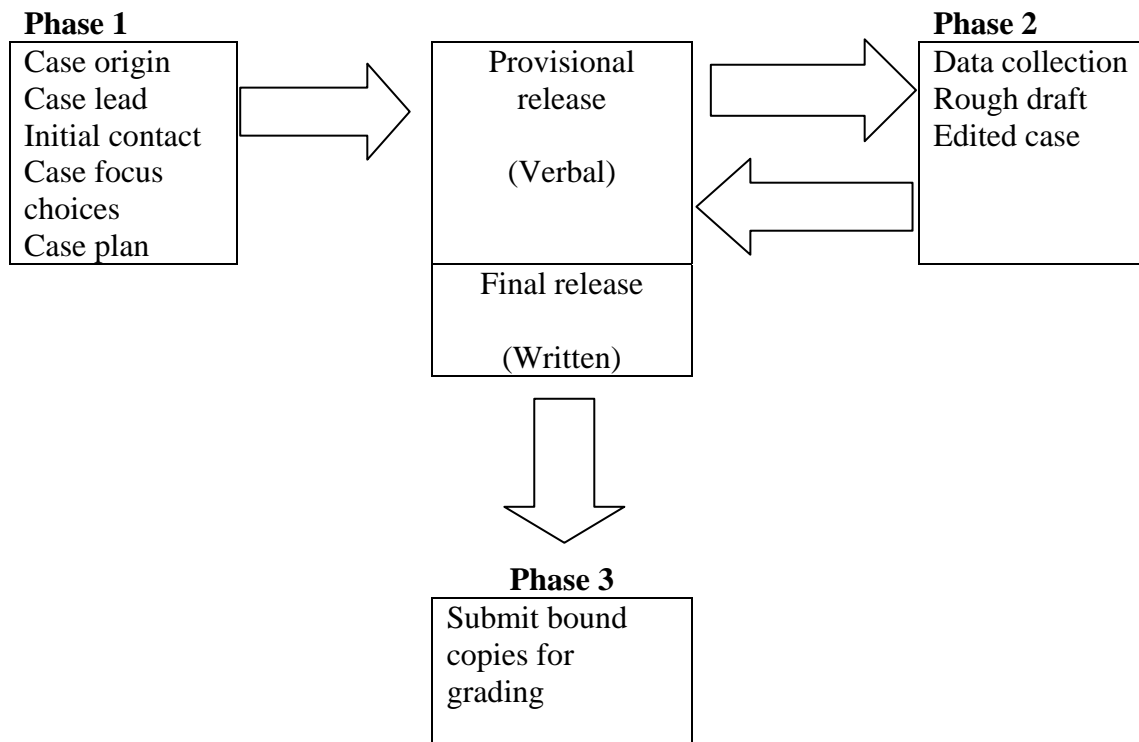 Phase 1
Case origin
Case lead
Initial contact
Case focus
choices
Case plan
Provisional
release
(Verbal)
Final release
(Written)
Phase 2
Data collection
Rough draft
Edited case
Phase 3
Submit bound
copies for
grading